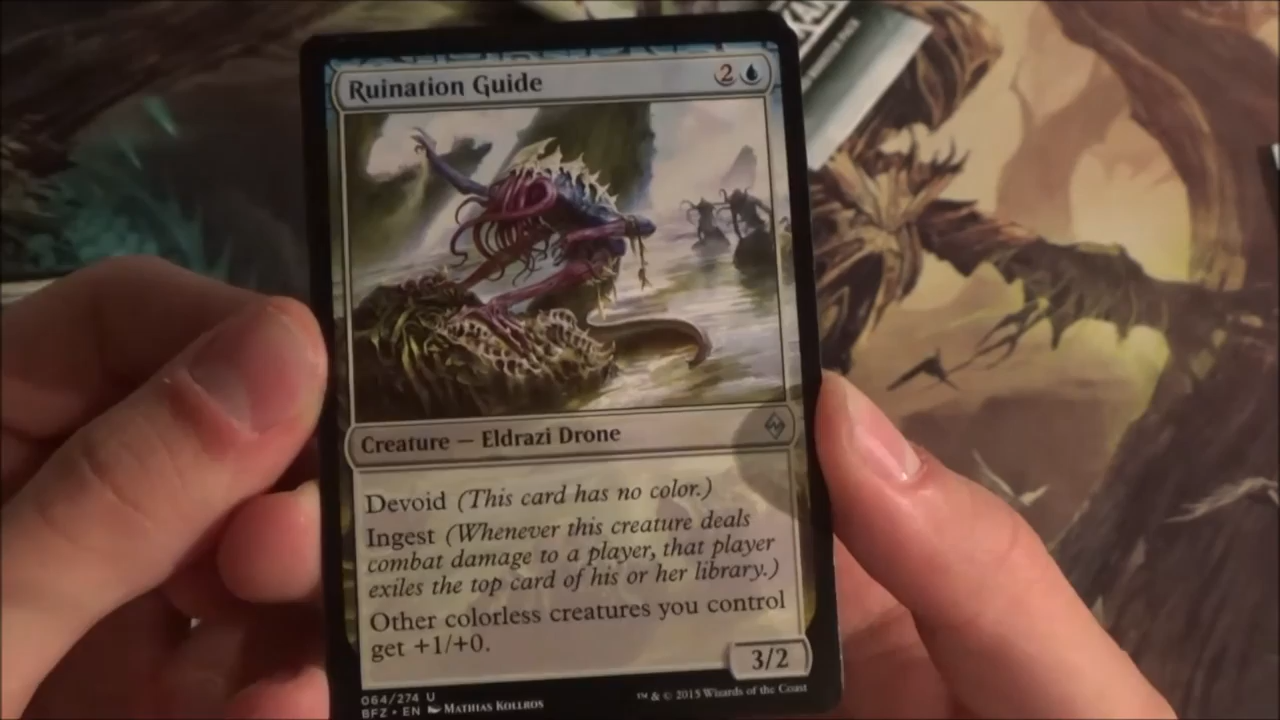 Ruination Guide 2
Creature — Eldrazi Drone
Devoid (This card has no color.)
Ingest (Whenever this creature deals
combat damage to a player, that player
exiles the top card of his or her library.)
Other colorless creatures you control
get +1/+0.
3/2
064/274 U
BFZ • EN Mathias Kollros
™ & © 2015 Wizards of the Coast